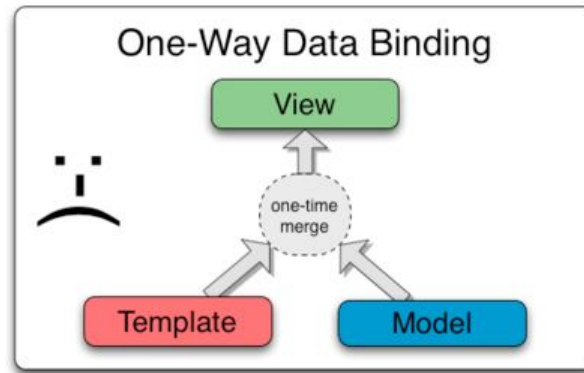 One-Way Data Binding
View
one-time
merge
Template
Model